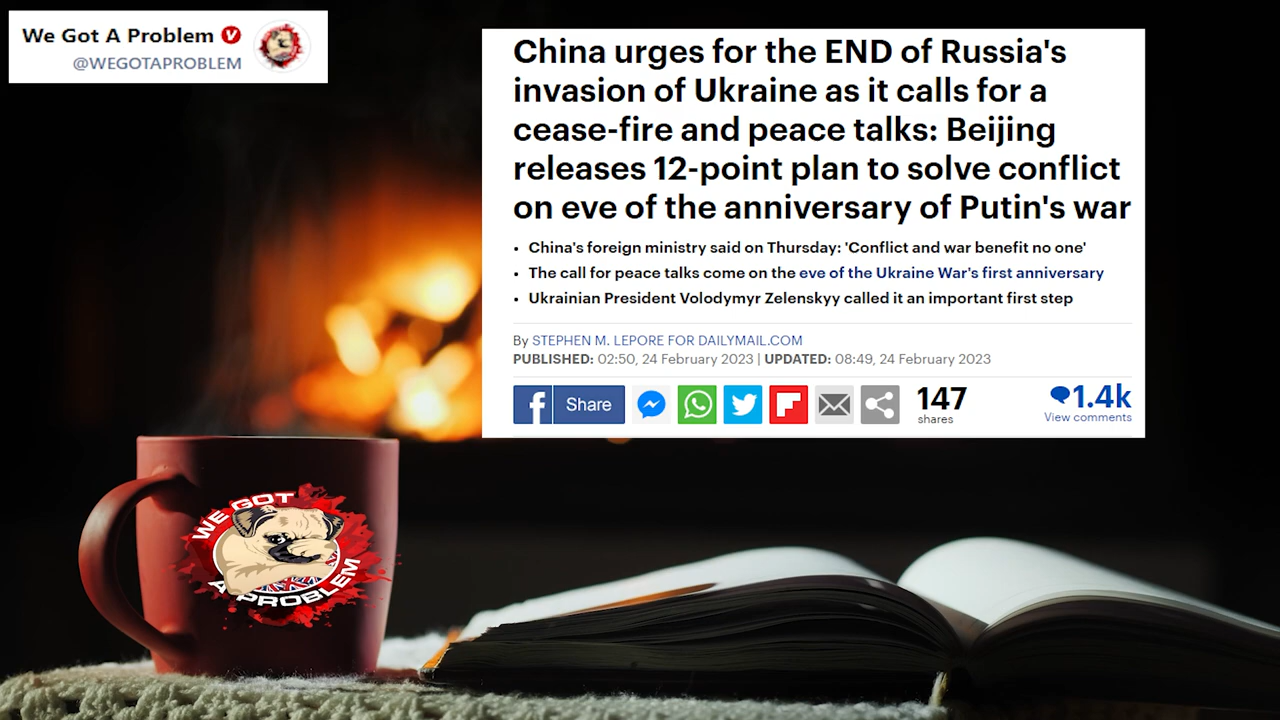 We Got A Problem
@WEGOTAPROBLEM
China urges for the END of Russia's
invasion of Ukraine as it calls for a
cease-fire and peace talks: Beijing
releases 12-point plan to solve conflict
on eve of the anniversary of Putin's war
• China's foreign ministry said on Thursday: 'Conflict and war benefit no one'
• The call for peace talks come on the eve of the Ukraine War's first anniversary
• Ukrainian President Volodymyr Zelenskyy called it an important first step
By STEPHEN M. LEPORE FOR DAILYMAIL.COM
PUBLISHED: 02:50, 24 February 2023 | UPDATED: 08:49, 24 February 2023
f Share
147
shares
1.4k
View comments
WE GOT
A PROBLEM